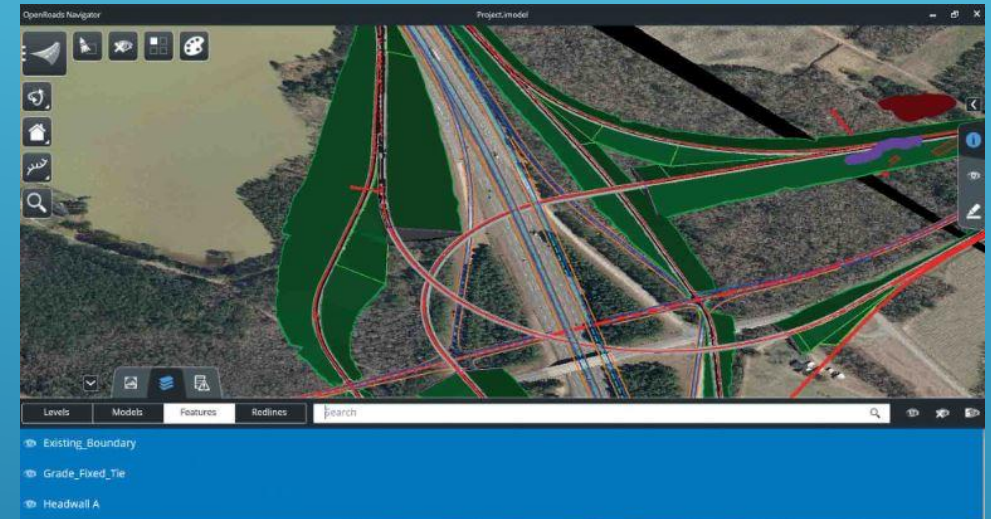 OpenRoads Navigator
Project.imodel
Levels Models Features Redlines Search
Existing_Boundary
Grade_Fixed_Tie
Headwall A